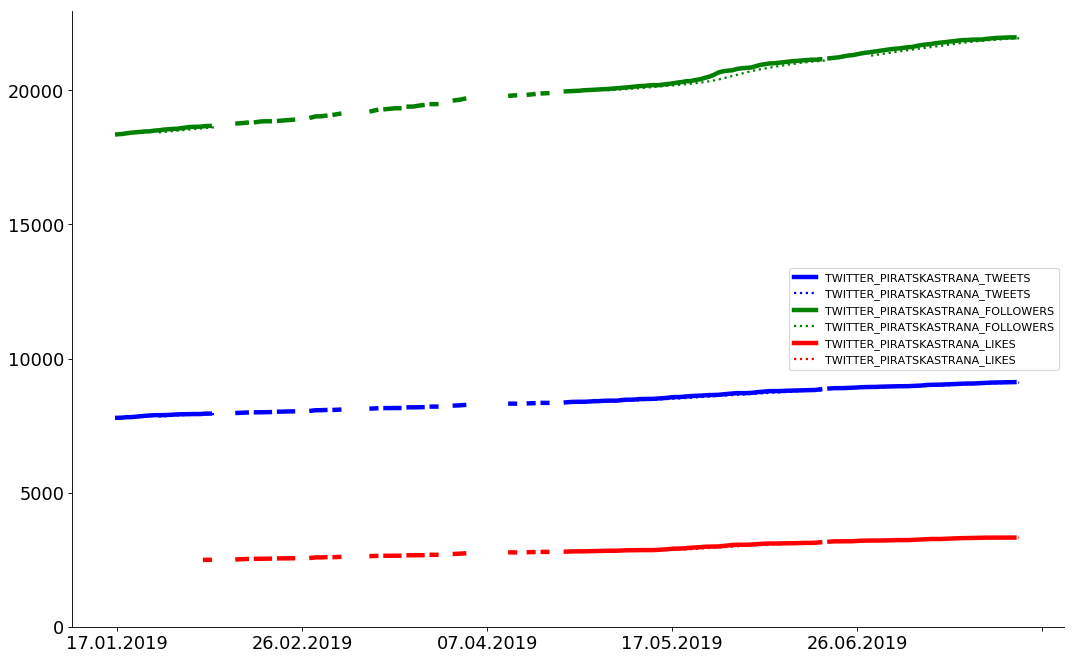 20000
15000
10000
5000
0
TWITTER_PIRATSKASTRANA_TWEETS
TWITTER_PIRATSKASTRANA_TWEETS
TWITTER_PIRATSKASTRANA_FOLLOWERS
TWITTER_PIRATSKASTRANA_FOLLOWERS
TWITTER_PIRATSKASTRANA_LIKES
TWITTER_PIRATSKASTRANA_LIKES
17.01.2019 26.02.2019 07.04.2019 17.05.2019 26.06.2019